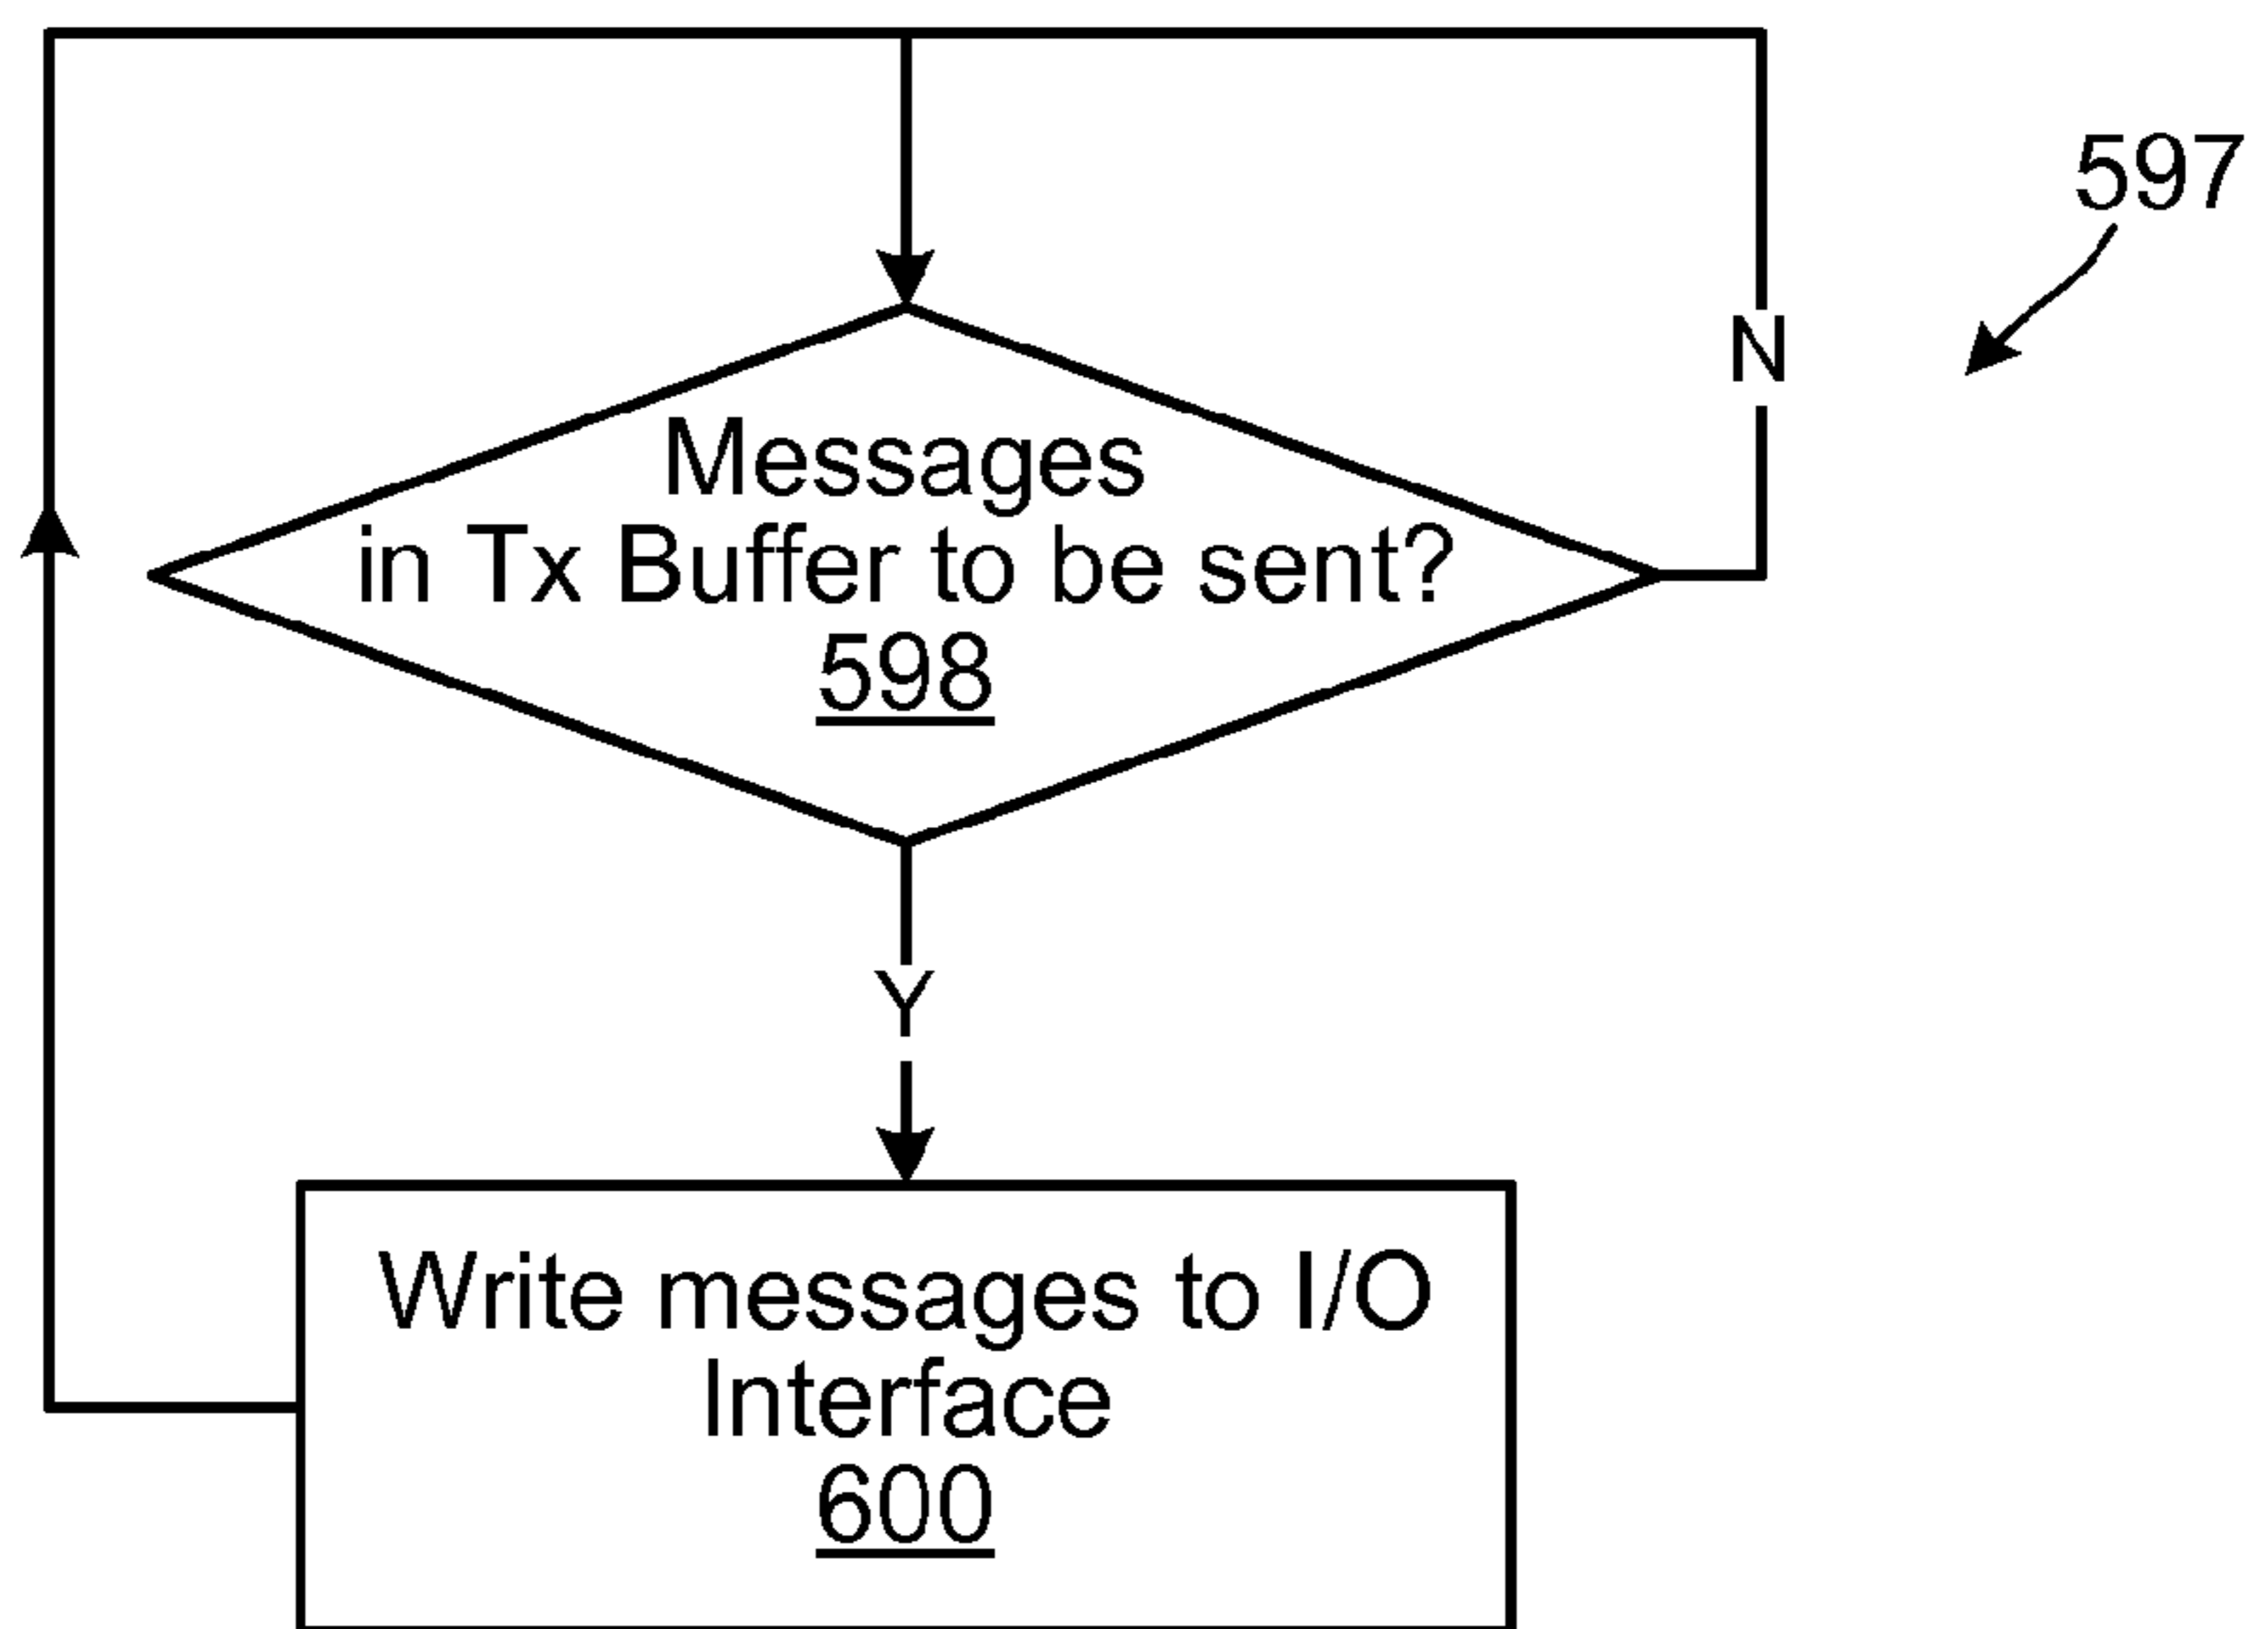 597
N
Messages
in Tx Buffer to be sent?
598
Y
Write messages to I/O
Interface
600